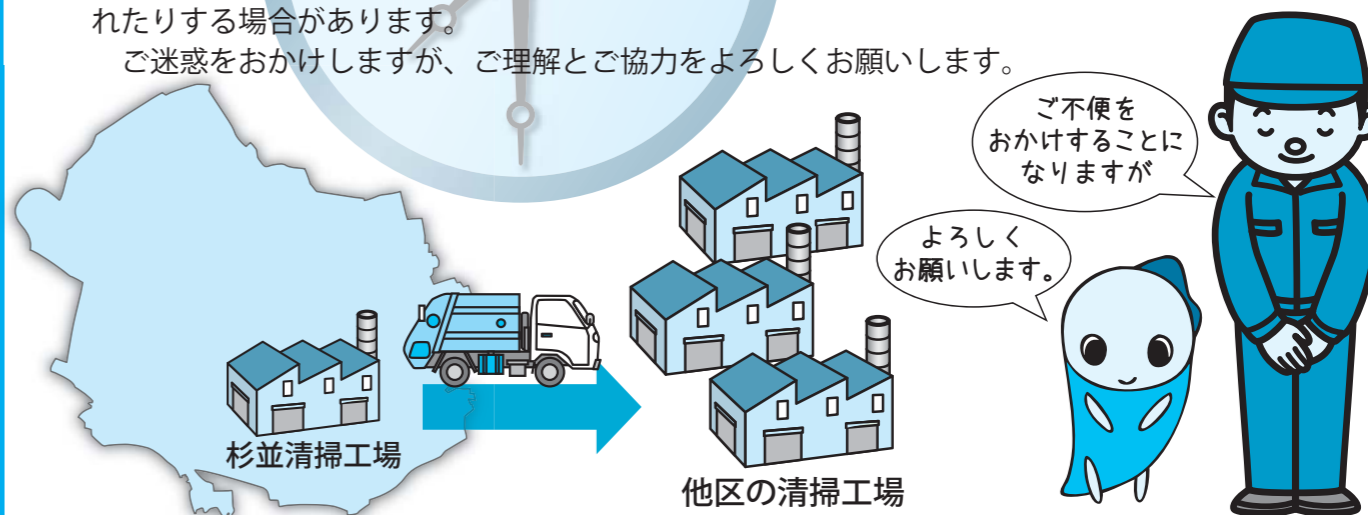 れたりする場合があります。
ご迷惑をおかけしますが、ご理解とご協力をよろしくお願いします。
ご不便を
おかけすることに
なりますが
よろしく
お願いします。
杉並清掃工場
他区の清掃工場